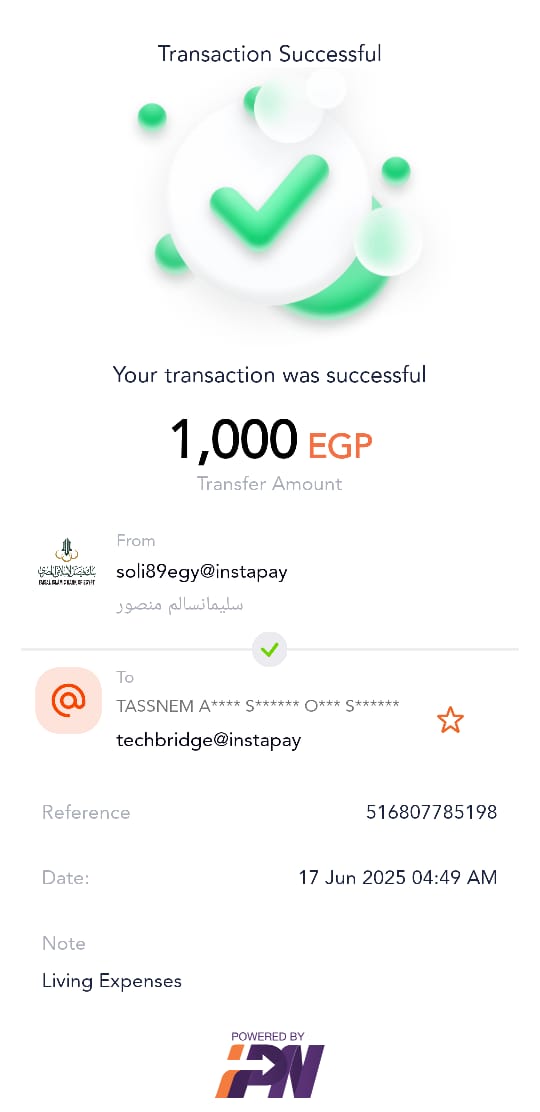 Transaction Successful
Your transaction was successful
1,000 EGP
Transfer Amount
From
soli89egy@instapay
سليمانسالم منصور
To
TASSNEM A**** S****** O*** S******
techbridge@instapay
Reference
516807785198
Date:
17 Jun 2025 04:49 AM
Note
Living Expenses
POWERED BY
IPN